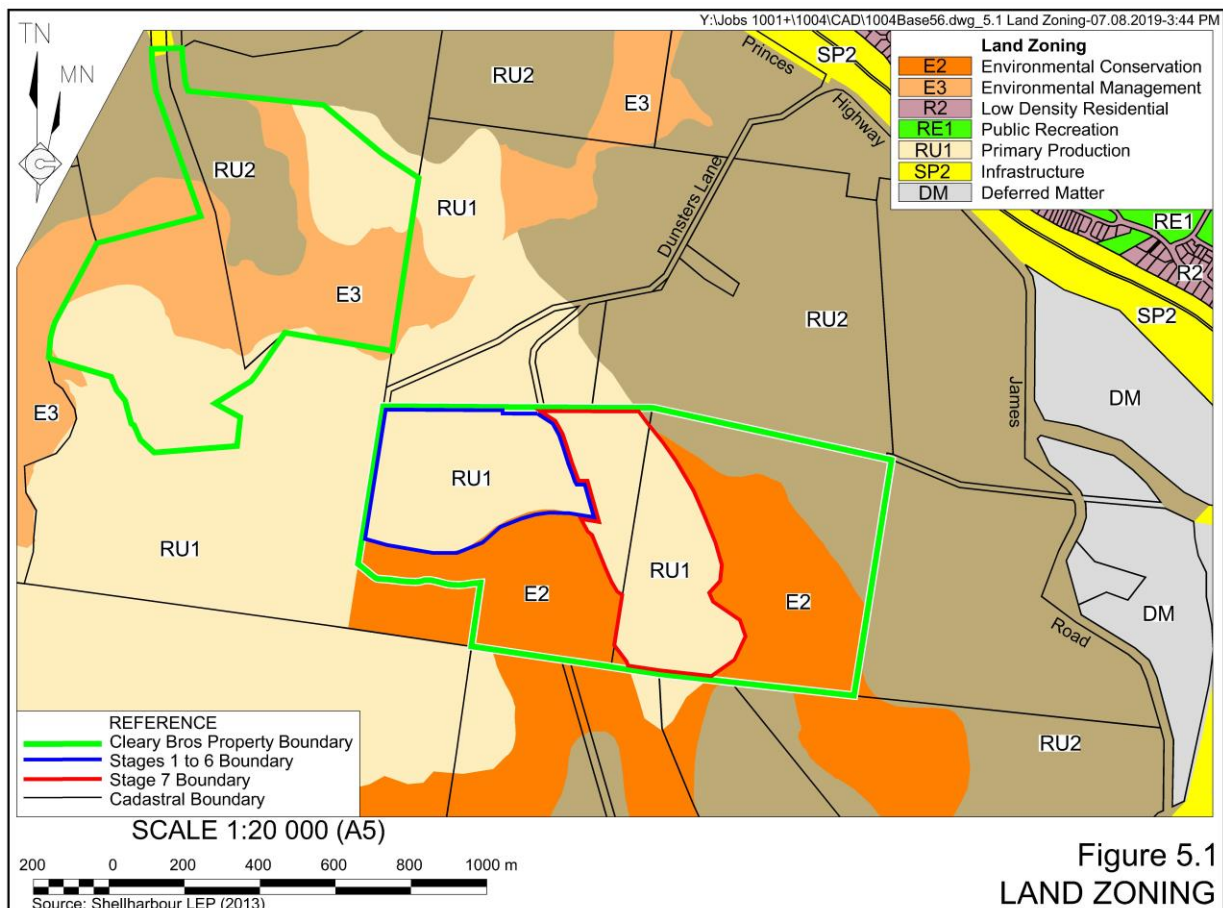 Y:\Jobs 1001+\1004\CAD\1004Base56.dwg_5.1 Land Zoning-07.08.2019-3:44 PM
TN
MN
Land Zoning
E2 Environmental Conservation
E3 Environmental Management
R2 Low Density Residential
RE1 Public Recreation
RU1 Primary Production
SP2 Infrastructure
DM Deferred Matter
Princes
Highway
SP2
RU2
E3
RU2
RU1
Dunsters Lane
RE1
R2
E3
RU2
SP2
James
DM
E3
RU1
RU1
RU1
E2
E2
DM
Road
RU2
REFERENCE
Cleary Bros Property Boundary
Stages 1 to 6 Boundary
Stage 7 Boundary
Cadastral Boundary
SCALE 1:20 000 (A5)
200 0 200 400 600 800 1000 m
Source: Shellharbour LEP (2013)
Figure 5.1
LAND ZONING